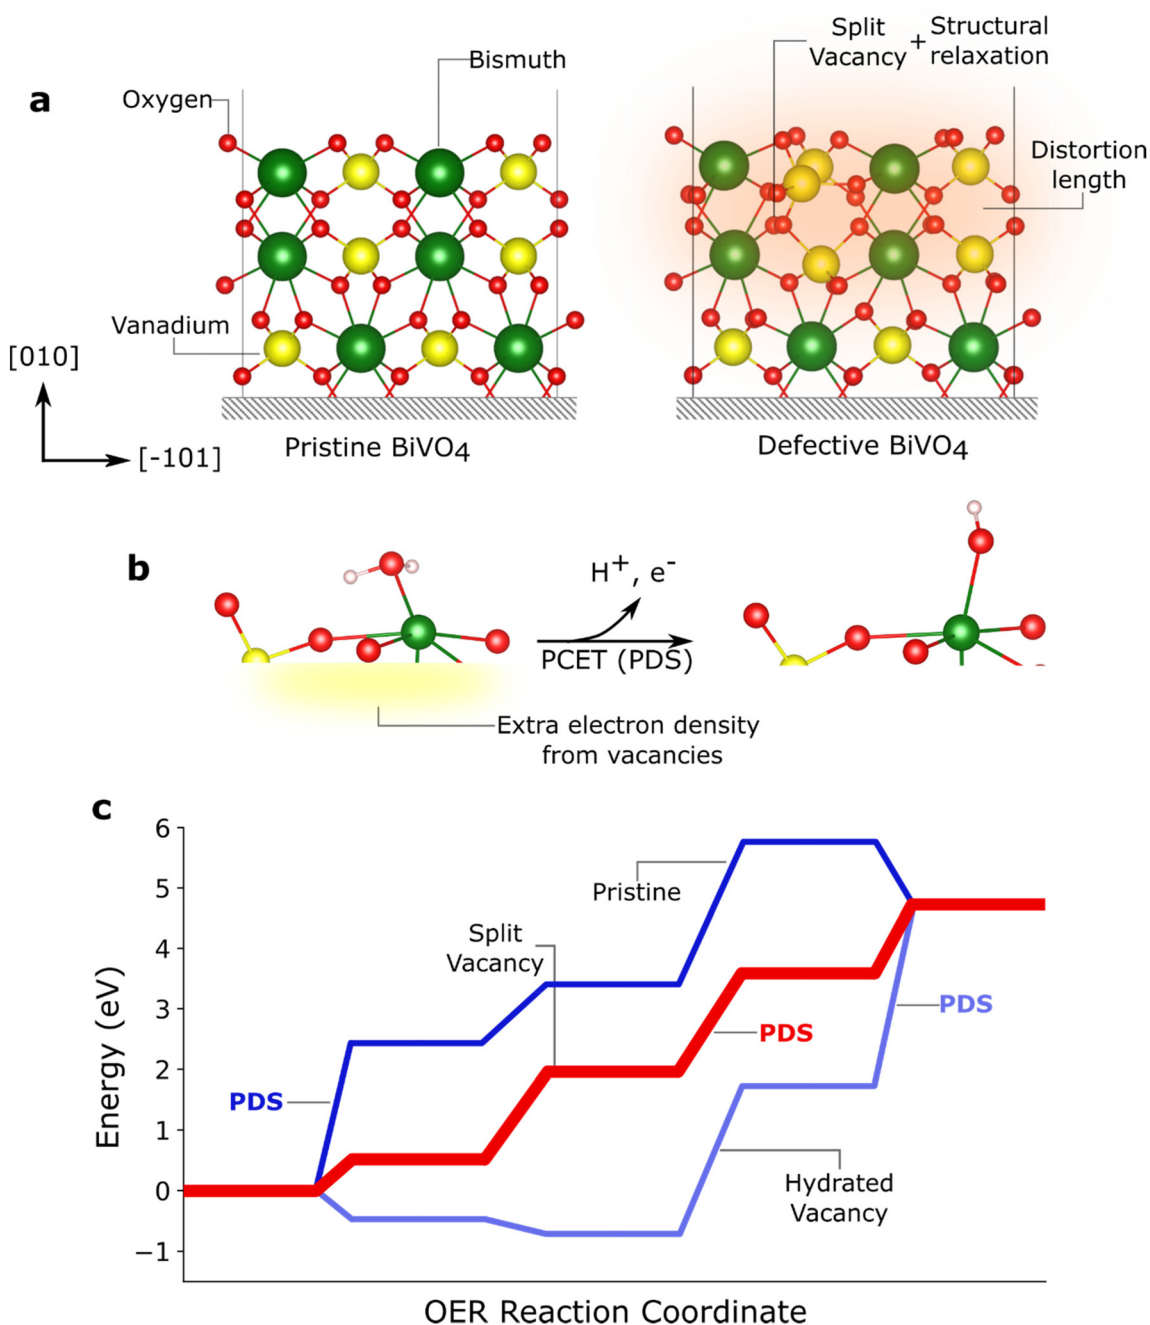 a
Oxygen
Bismuth
Vanadium
[010]
[-101]
Pristine BiVO4
Split
Vacancy
+
Structural
relaxation
Distortion
length
Defective BiVO4
b
H+, e-
PCET (PDS)
Extra electron density
from vacancies
c
6
5
4
3
2
1
0
−1
Energy (eV)
Pristine
Split
Vacancy
PDS
PDS
PDS
Hydrated
Vacancy
OER Reaction Coordinate